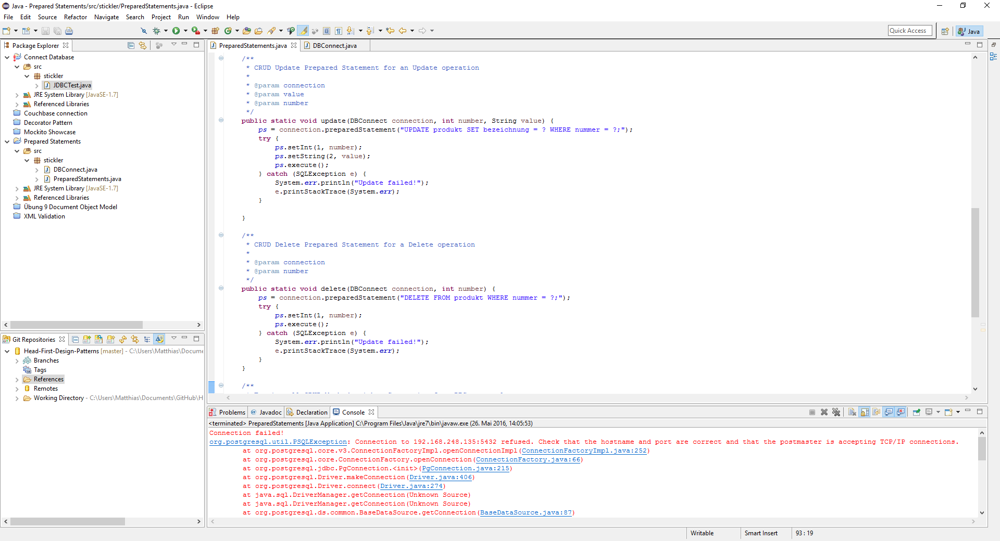 Java - Prepared Statements/src/stickler/PreparedStatements.java - Eclipse
File Edit Source Refactor Navigate Search Project Run Window Help
Quick Access
Java
Package Explorer
Connect Database
src
stickler
JDBCTest.java
JRE System Library [JavaSE-1.7]
Referenced Libraries
Couchbase connection
Decorator Pattern
Mockito Showcase
Prepared Statements
src
stickler
DBConnect.java
PreparedStatements.java
JRE System Library [JavaSE-1.7]
Referenced Libraries
Übung 9 Document Object Model
XML Validation
Git Repositories
Head-First-Design-Patterns [master] - C:\Users\Matthias\Docume
Branches
Tags
References
Remotes
Working Directory - C:\Users\Matthias\Documents\GitHub\H
PreparedStatements.java DBConnect.java
/**
* CRUD Update Prepared Statement for an Update operation
*
* @param connection
* @param value
* @param number
*/
public static void update(DBConnect connection, int number, String value) {
ps = connection.preparedStatement("UPDATE produkt SET bezeichnung = ? WHERE nummer = ?;");
try {
ps.setInt(1, number);
ps.setString(2, value);
ps.execute();
} catch (SQLException e) {
System.err.println("Update failed!");
e.printStackTrace(System.err);
}
}
/**
* CRUD Delete Prepared Statement for a Delete operation
*
* @param connection
* @param number
*/
public static void delete(DBConnect connection, int number) {
ps = connection.preparedStatement("DELETE FROM produkt WHERE nummer = ?;");
try {
ps.setInt(1, number);
ps.execute();
} catch (SQLException e) {
System.err.println("Update failed!");
e.printStackTrace(System.err);
}
}
/**
Problems Javadoc Declaration Console
<terminated> PreparedStatements [Java Application] C:\Program Files\Java\jre7\bin\javaw.exe (26. Mai 2016, 14:05:53)
Connection failed!
org.postgresql.util.PSQLException: Connection to 192.168.248.135:5432 refused. Check that the hostname and port are correct and that the postmaster is accepting TCP/IP connections.
at org.postgresql.core.v3.ConnectionFactoryImpl.openConnectionImpl(ConnectionFactoryImpl.java:252)
at org.postgresql.core.ConnectionFactory.openConnection(ConnectionFactory.java:66)
at org.postgresql.jdbc.PgConnection.<init>(PgConnection.java:215)
at org.postgresql.Driver.makeConnection(Driver.java:406)
at org.postgresql.Driver.connect(Driver.java:274)
at java.sql.DriverManager.getConnection(Unknown Source)
at java.sql.DriverManager.getConnection(Unknown Source)
at org.postgresql.ds.common.BaseDataSource.getConnection(BaseDataSource.java:87)
Writable Smart Insert 93 : 19